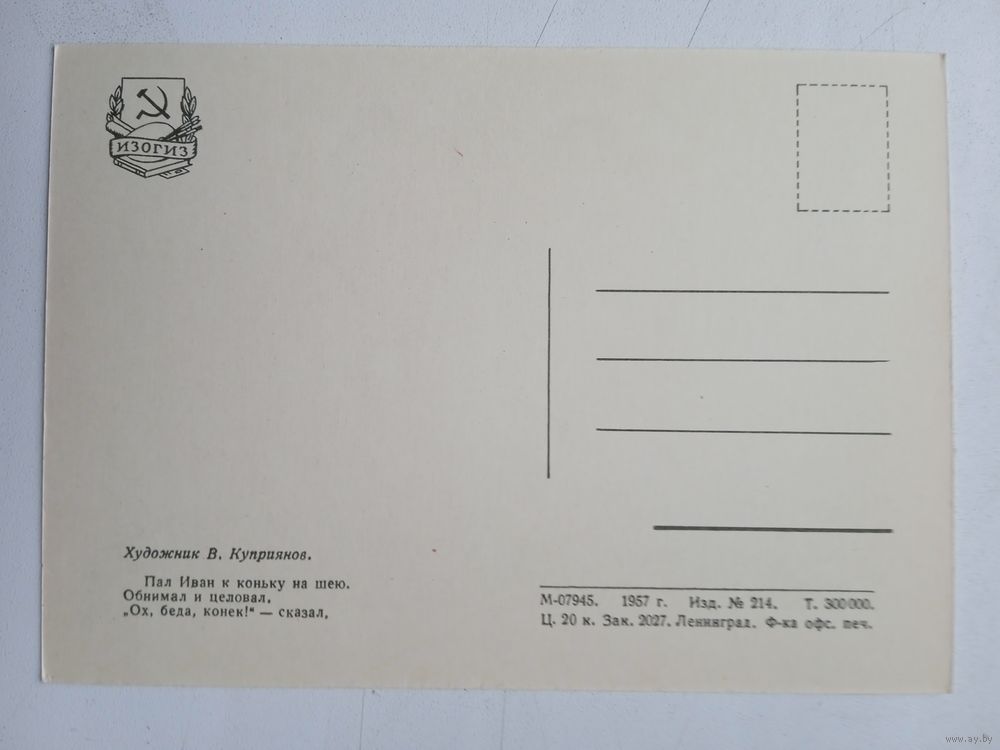 ИЗОГИЗ
Художник В. Куприянов.
Пал Иван к коньку на шею.
Обнимал и целовал.
„Ох, беда, конек!“ — сказал,
М-07945. 1957 г. Изд. № 214. Т. 300 000.
Ц. 20 к. Зак. 2027. Ленинград. Ф-ка офс. печ.
www.ay.by